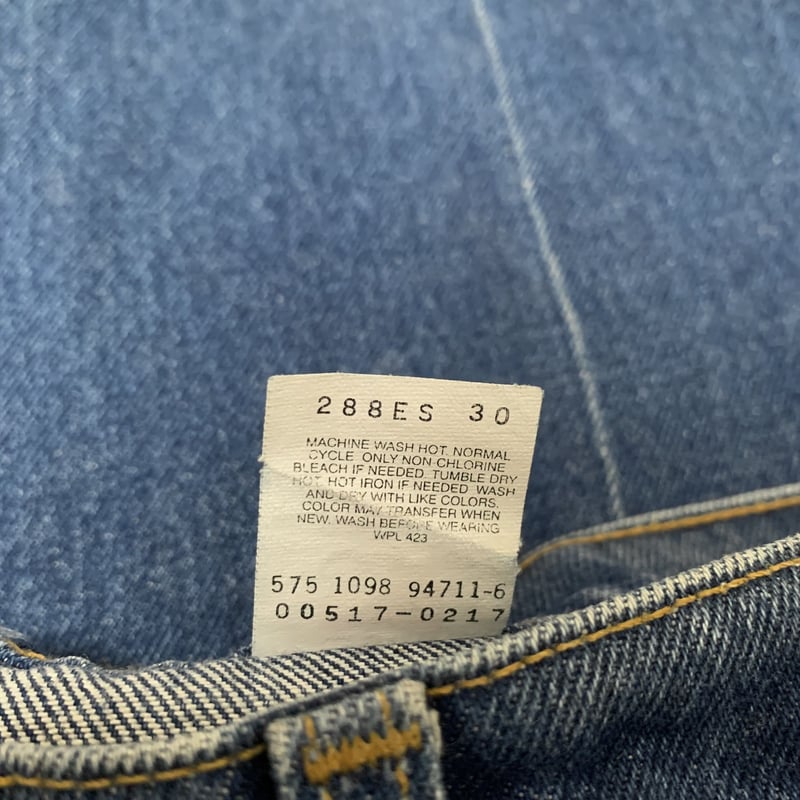 288ES 30
MACHINE WASH HOT. NORMAL
CYCLE. ONLY NON CHLORINE
BLEACH IF NEEDED. TUMBLE DRY
HOT. HOT IRON IF NEEDED. WASH
AND DRY WITH LIKE COLORS.
COLOR MAY TRANSFER WHEN
NEW. WASH BEFORE WEARING
WPL 423
575 1098 94711-6
00517-0217